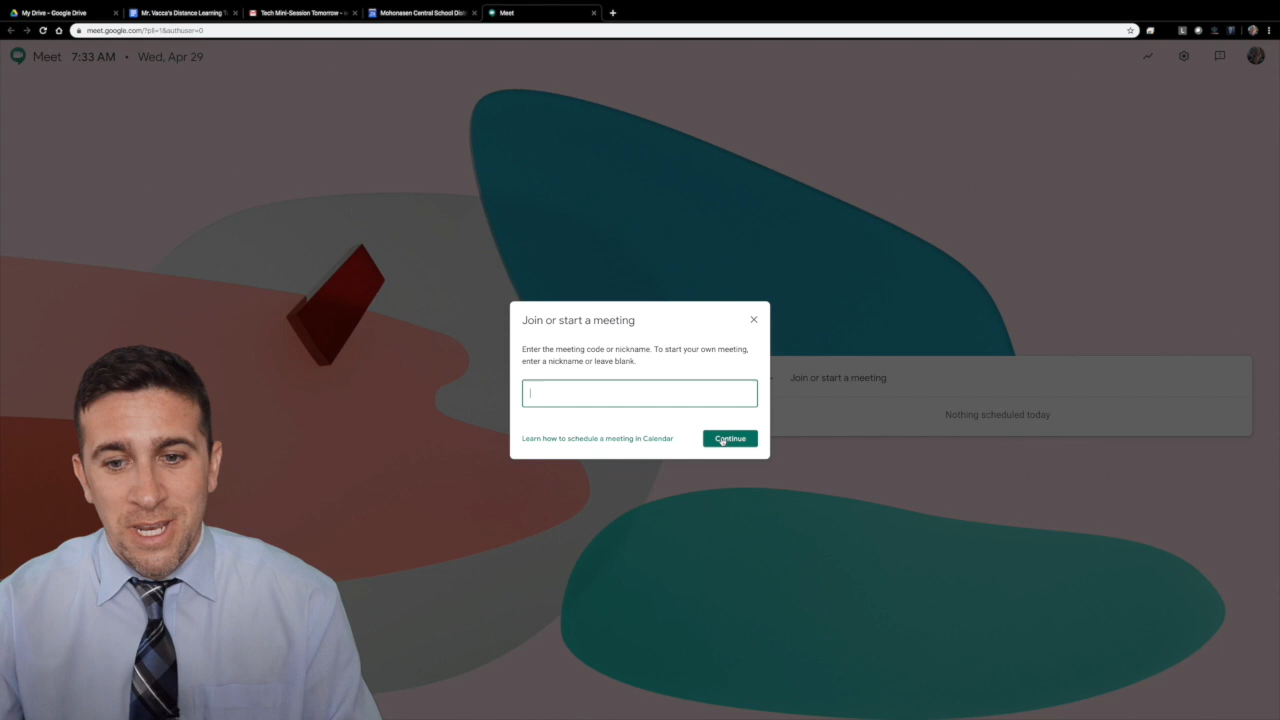 My Drive - Google Drive
Mr. Vacca's Distance Learning T
Tech Mini-Session Tomorrow -
Mohonasen Central School Dist
Meet
meet.google.com/?pli=1&authuser=0
Meet 7:33 AM • Wed, Apr 29
Join or start a meeting
Enter the meeting code or nickname. To start your own meeting,
enter a nickname or leave blank.
Learn how to schedule a meeting in Calendar
Continue
Join or start a meeting
Nothing scheduled today